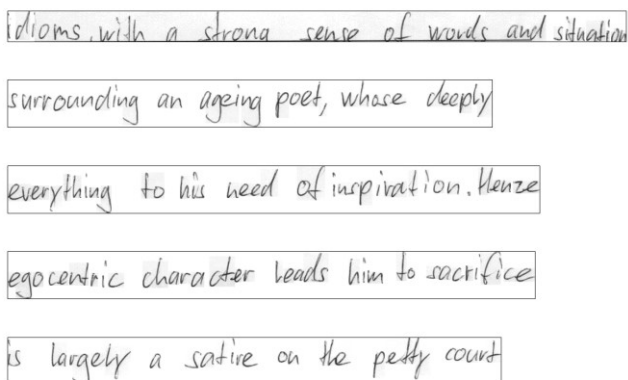 idioms, with a strong sense of words and situation
surrounding an ageing poet, whose deeply
everything to his need of inspiration. Henze
egocentric character leads him to sacrifice
is largely a satire on the petty court